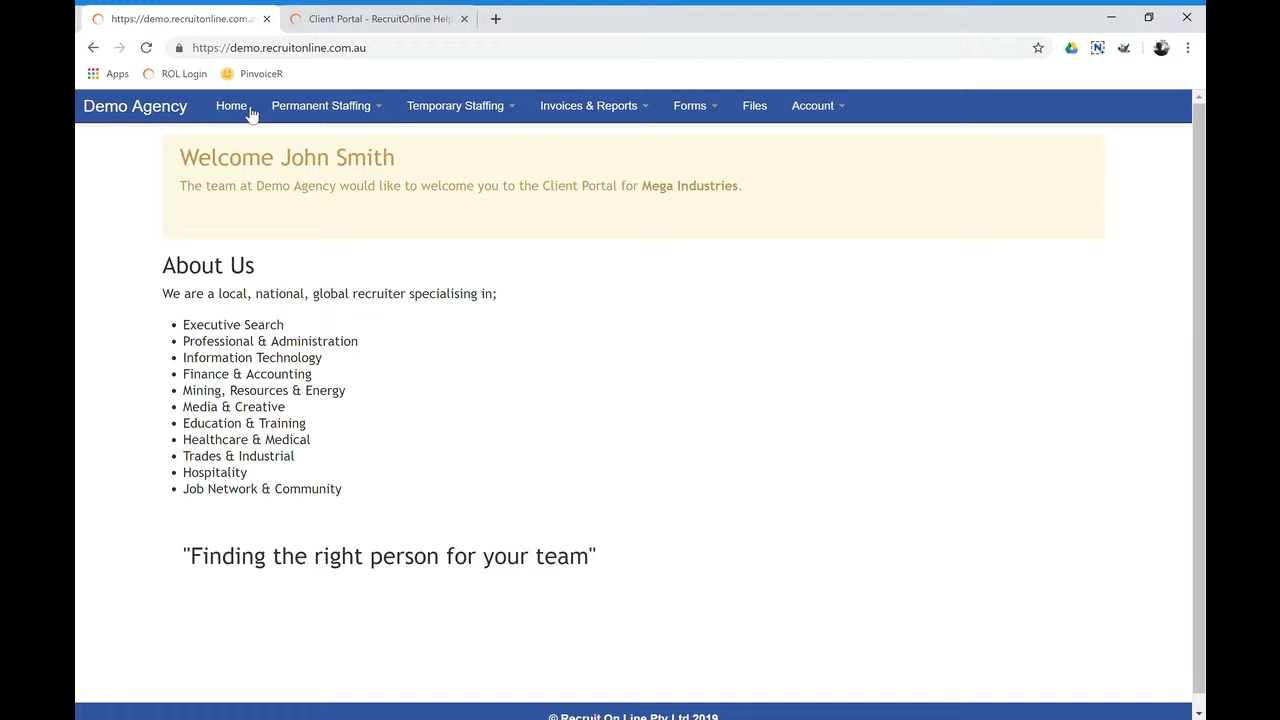 https://demo.recruitonline.com.a
Client Portal - RecruitOnline Help
https://demo.recruitonline.com.au
Apps
ROL Login
PinvoiceR
Demo Agency
Home
Permanent Staffing
Temporary Staffing
Invoices & Reports
Forms
Files
Account
Welcome John Smith
The team at Demo Agency would like to welcome you to the Client Portal for Mega Industries.
About Us
We are a local, national, global recruiter specialising in;
• Executive Search
• Professional & Administration
• Information Technology
• Finance & Accounting
• Mining, Resources & Energy
• Media & Creative
• Education & Training
• Healthcare & Medical
• Trades & Industrial
• Hospitality
• Job Network & Community
"Finding the right person for your team"
© Recruit On Line Pty Ltd 2019